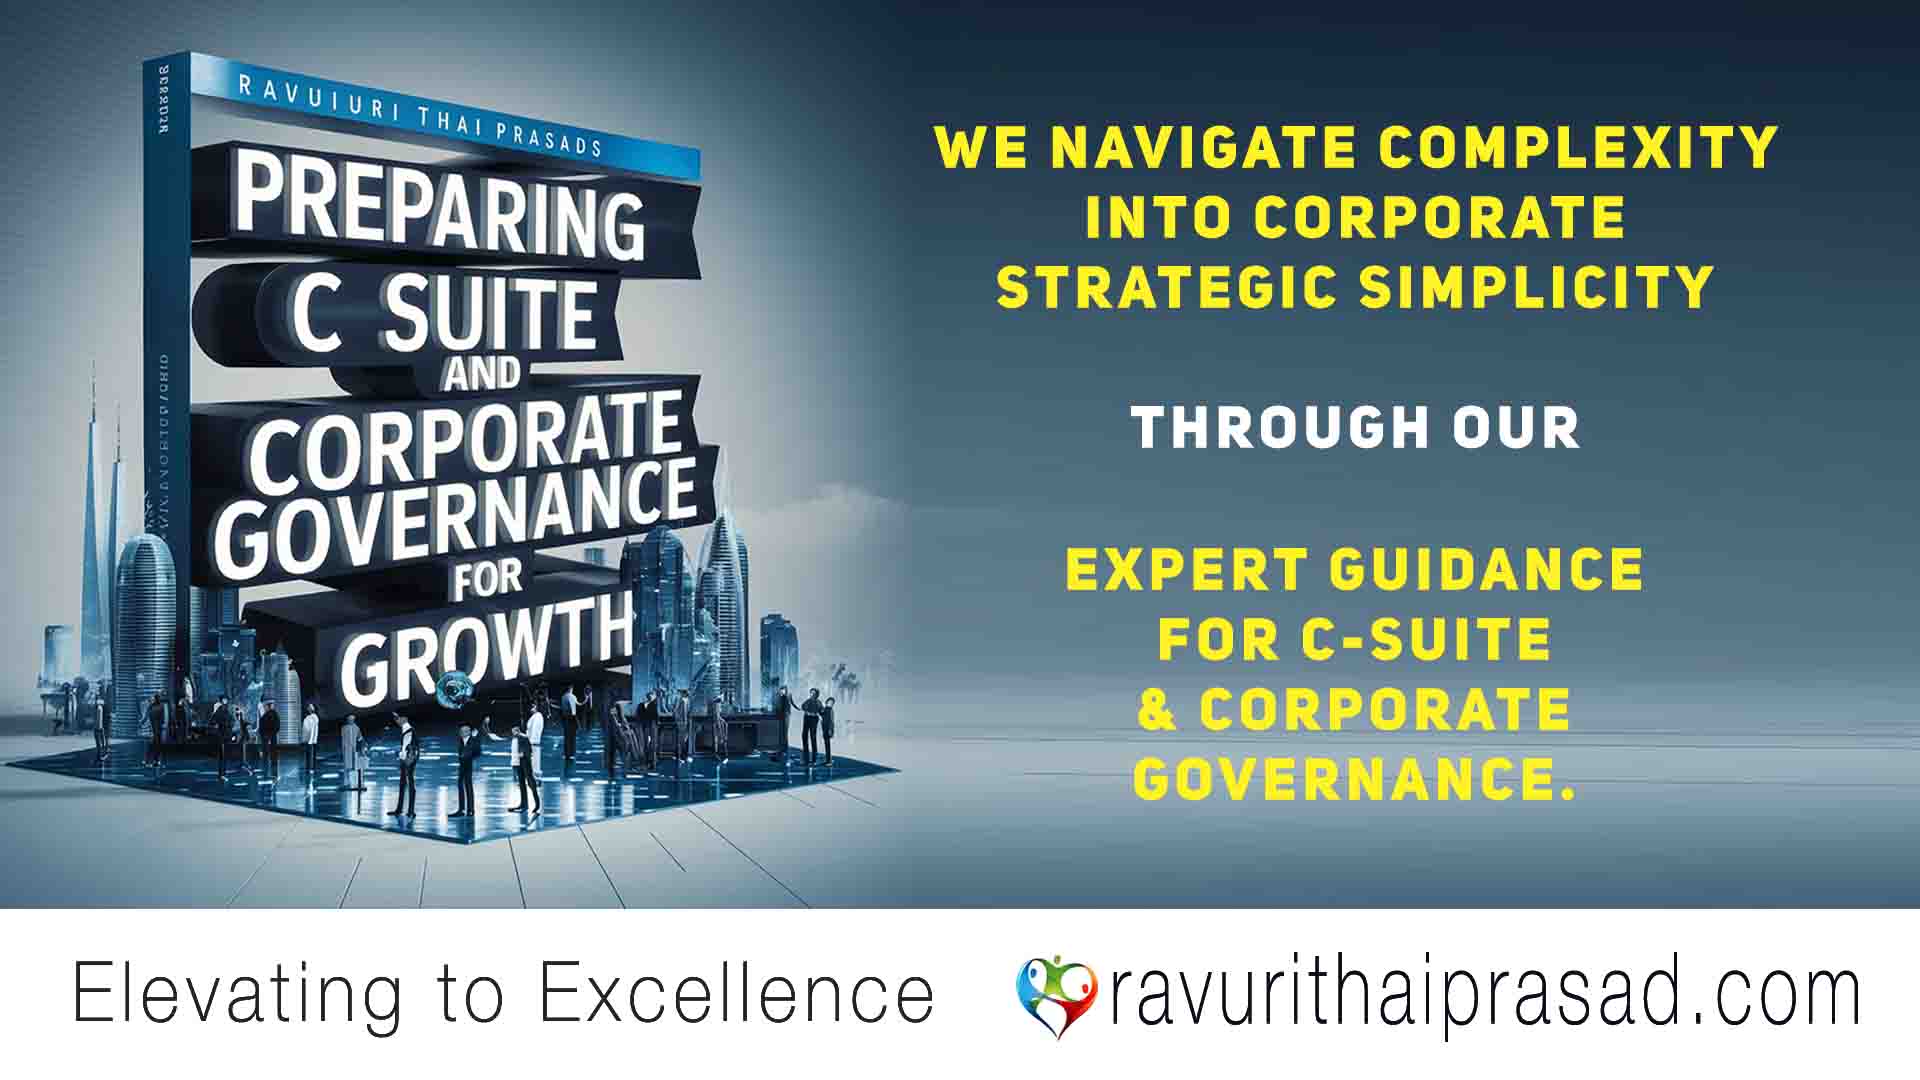 RAVUIURI THAI PRASADS
PREPARING
C SUITE
AND
CORPORATE
GOVERNANCE
FOR
GROWTH
WE NAVIGATE COMPLEXITY
INTO CORPORATE
STRATEGIC SIMPLICITY
THROUGH OUR
EXPERT GUIDANCE
FOR C-SUITE
& CORPORATE
GOVERNANCE.
Elevating to Excellence
ravurithaiprasad.com